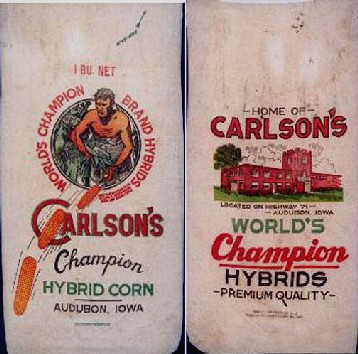 1 BU. NET
WORLD'S CHAMPION
BRAND HYBRIDS
CARLSON'S
Champion
HYBRID CORN
AUDUBON, IOWA
-HOME OF-
CARLSON'S
LOCATED ON HIGHWAY 71-
-AUDUBON, IOWA
WORLD'S
Champion
HYBRIDS
-PREMIUM QUALITY-